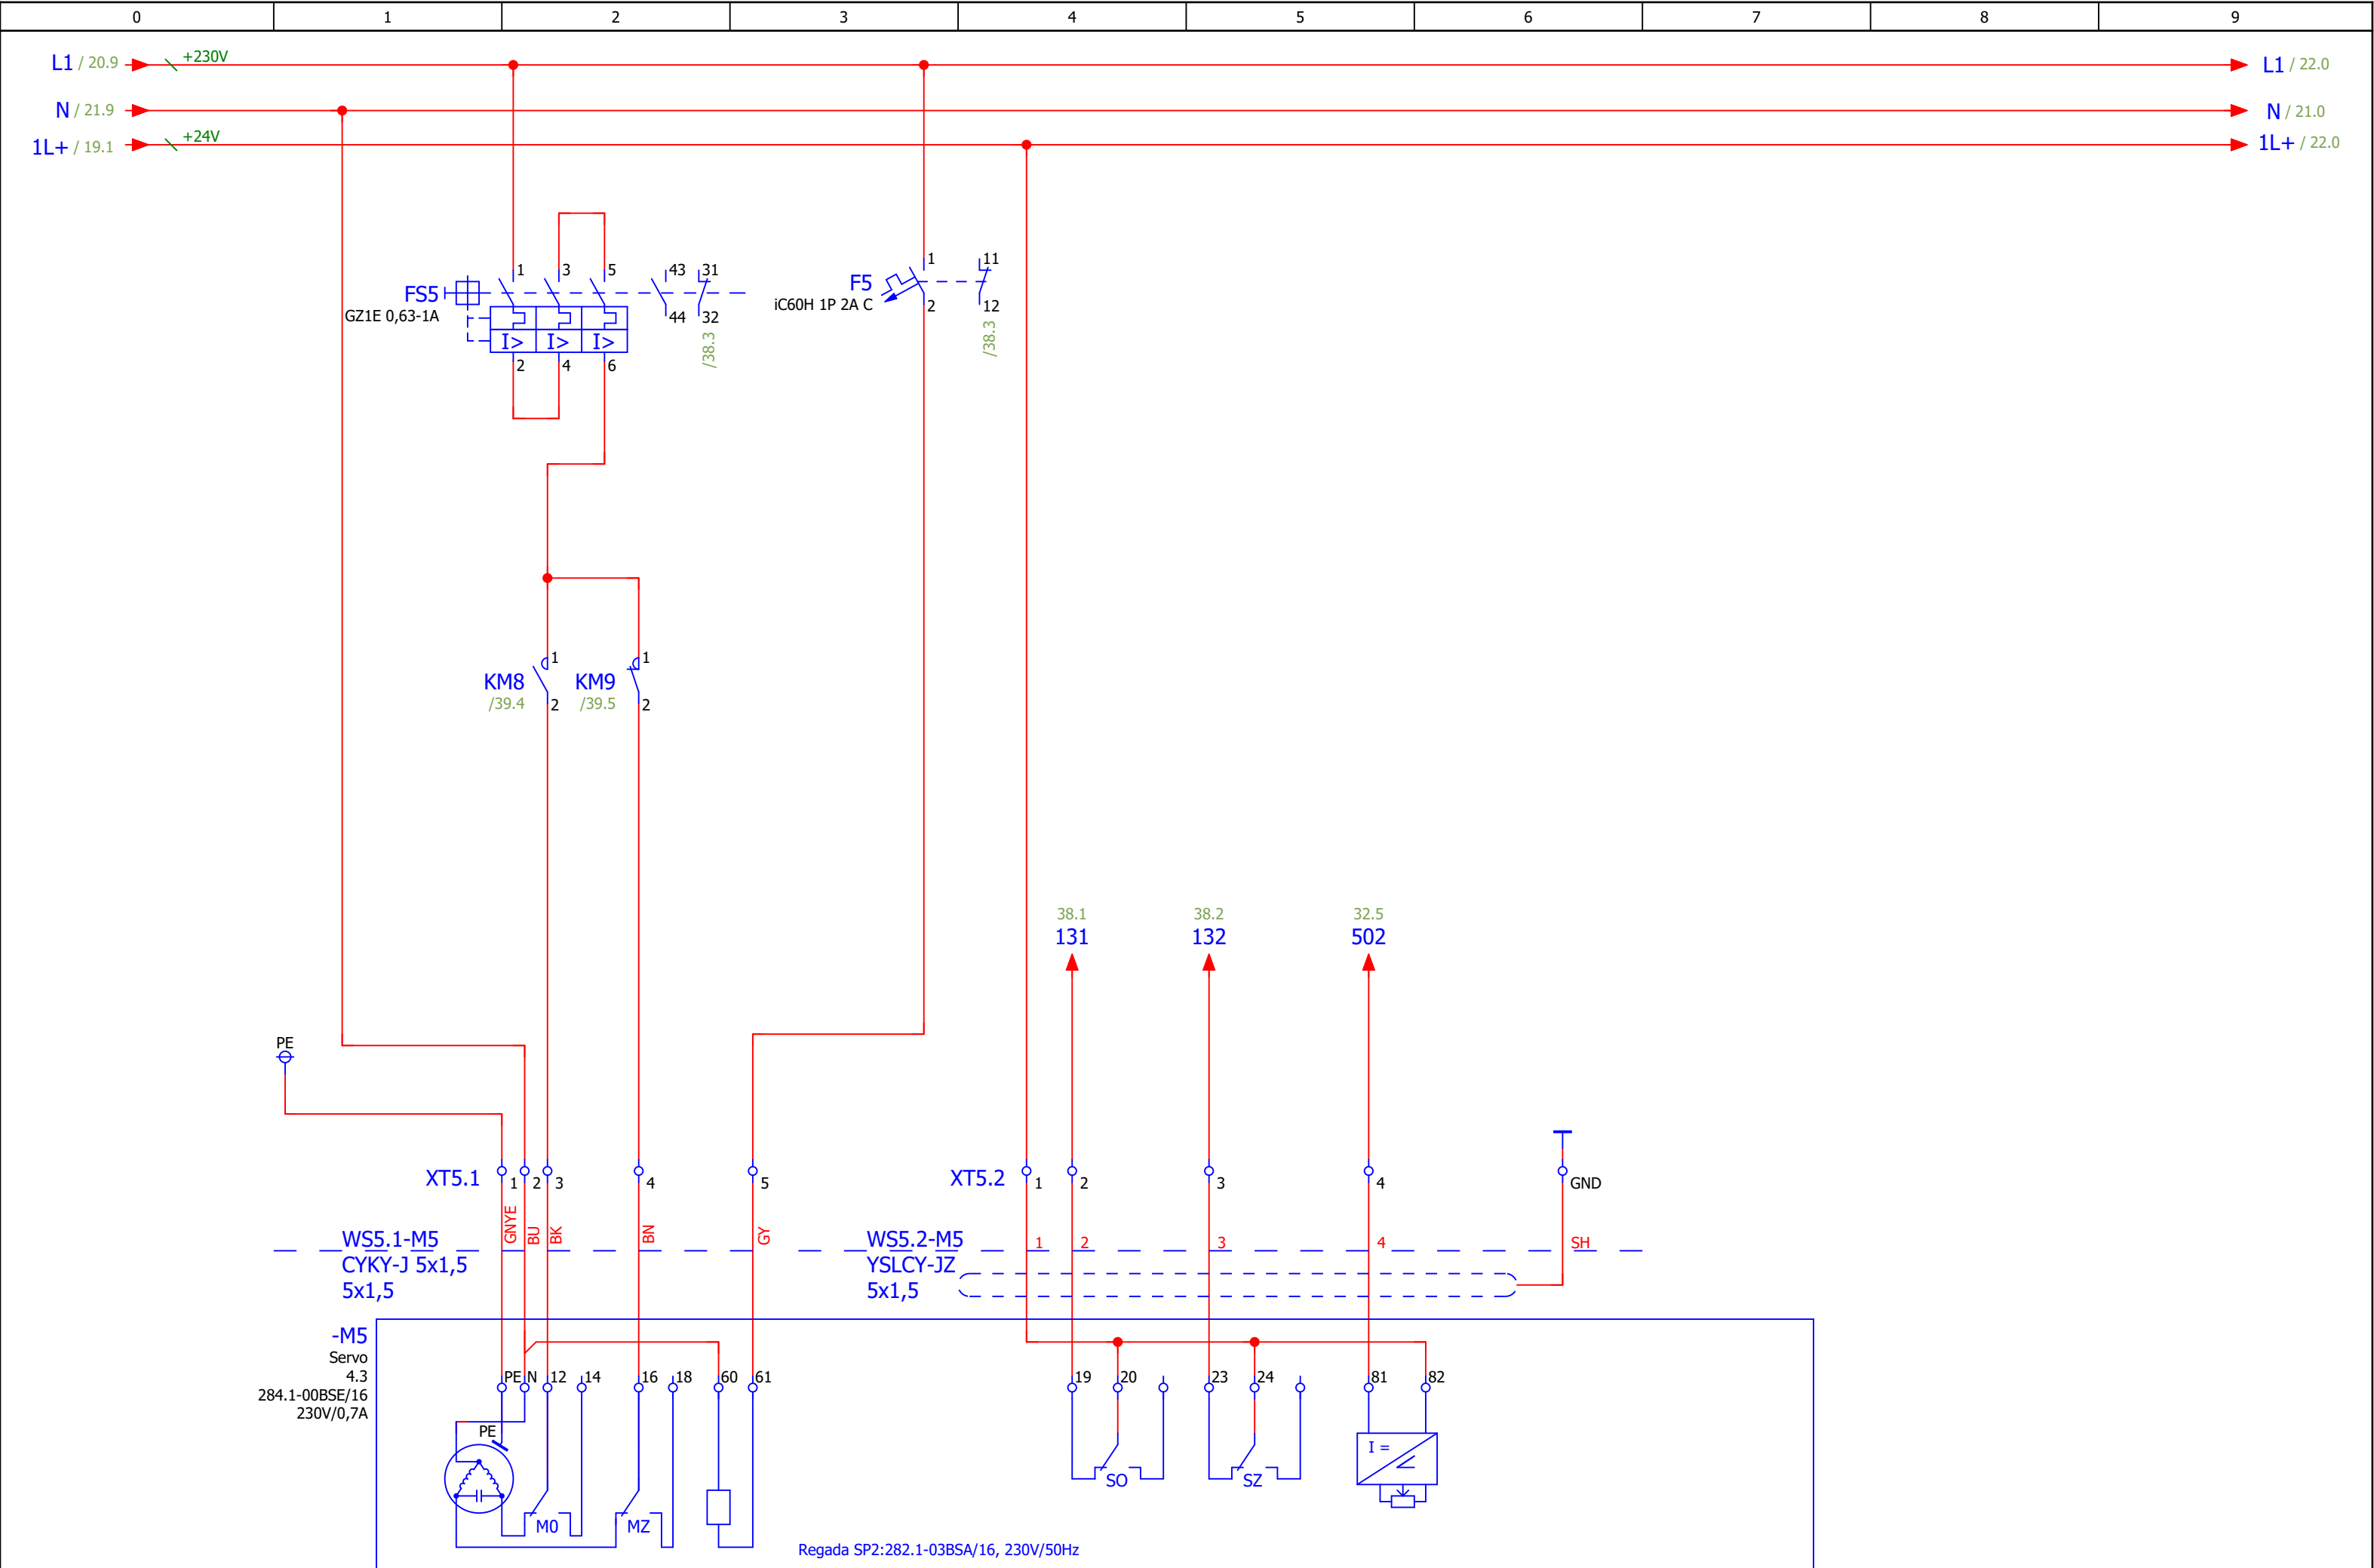 0 1 2 3 4 5 6 7 8 9
L1 / 20.9 +230V L1 / 22.0
N / 21.9 N / 21.0
1L+ / 19.1 +24V 1L+ / 22.0
1 3 5 43 31
FS5
GZ1E 0,63-1A
44 32
I> I> I>
2 4 6
/38.3
1 11
F5
iC60H 1P 2A C
2 12
/38.3
1 1
KM8 KM9
/39.4 /39.5
2 2
38.1 38.2 32.5
131 132 502
PE
XT5.1 1 2 3 4 5
XT5.2 1 2 3 4 GND
GNYE BU BK BN GY
WS5.1-M5
CYKY-J 5x1,5
5x1,5
WS5.2-M5
YSLCY-JZ
5x1,5
1 2 3 4 SH
-M5
Servo
4.3
284.1-00BSE/16
230V/0,7A
PE N 12 14 16 18 60 61 19 20 23 24 81 82
PE
I =
SO SZ
M0 MZ
Regada SP2:282.1-03BSA/16, 230V/50Hz